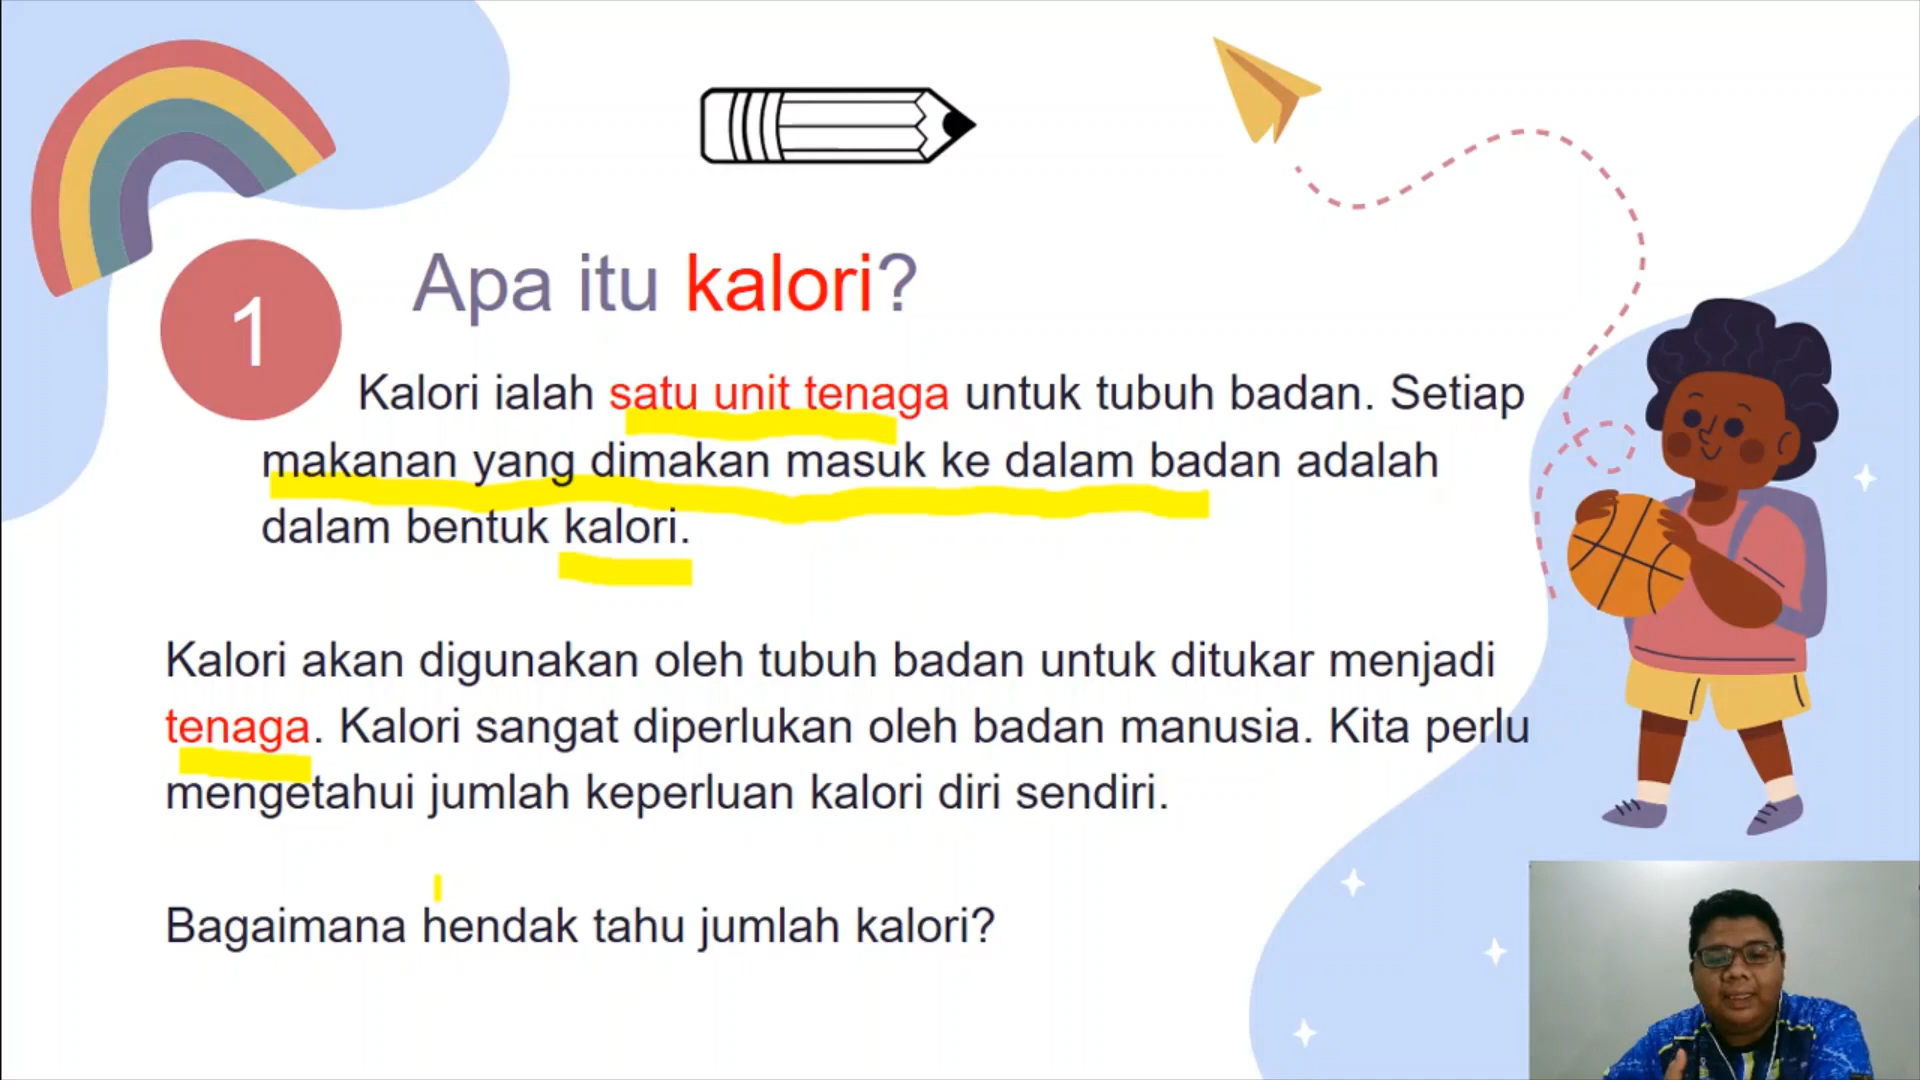 1
Apa itu kalori?
Kalori ialah satu unit tenaga untuk tubuh badan. Setiap
makanan yang dimakan masuk ke dalam badan adalah
dalam bentuk kalori.
Kalori akan digunakan oleh tubuh badan untuk ditukar menjadi
tenaga. Kalori sangat diperlukan oleh badan manusia. Kita perlu
mengetahui jumlah keperluan kalori diri sendiri.
Bagaimana hendak tahu jumlah kalori?